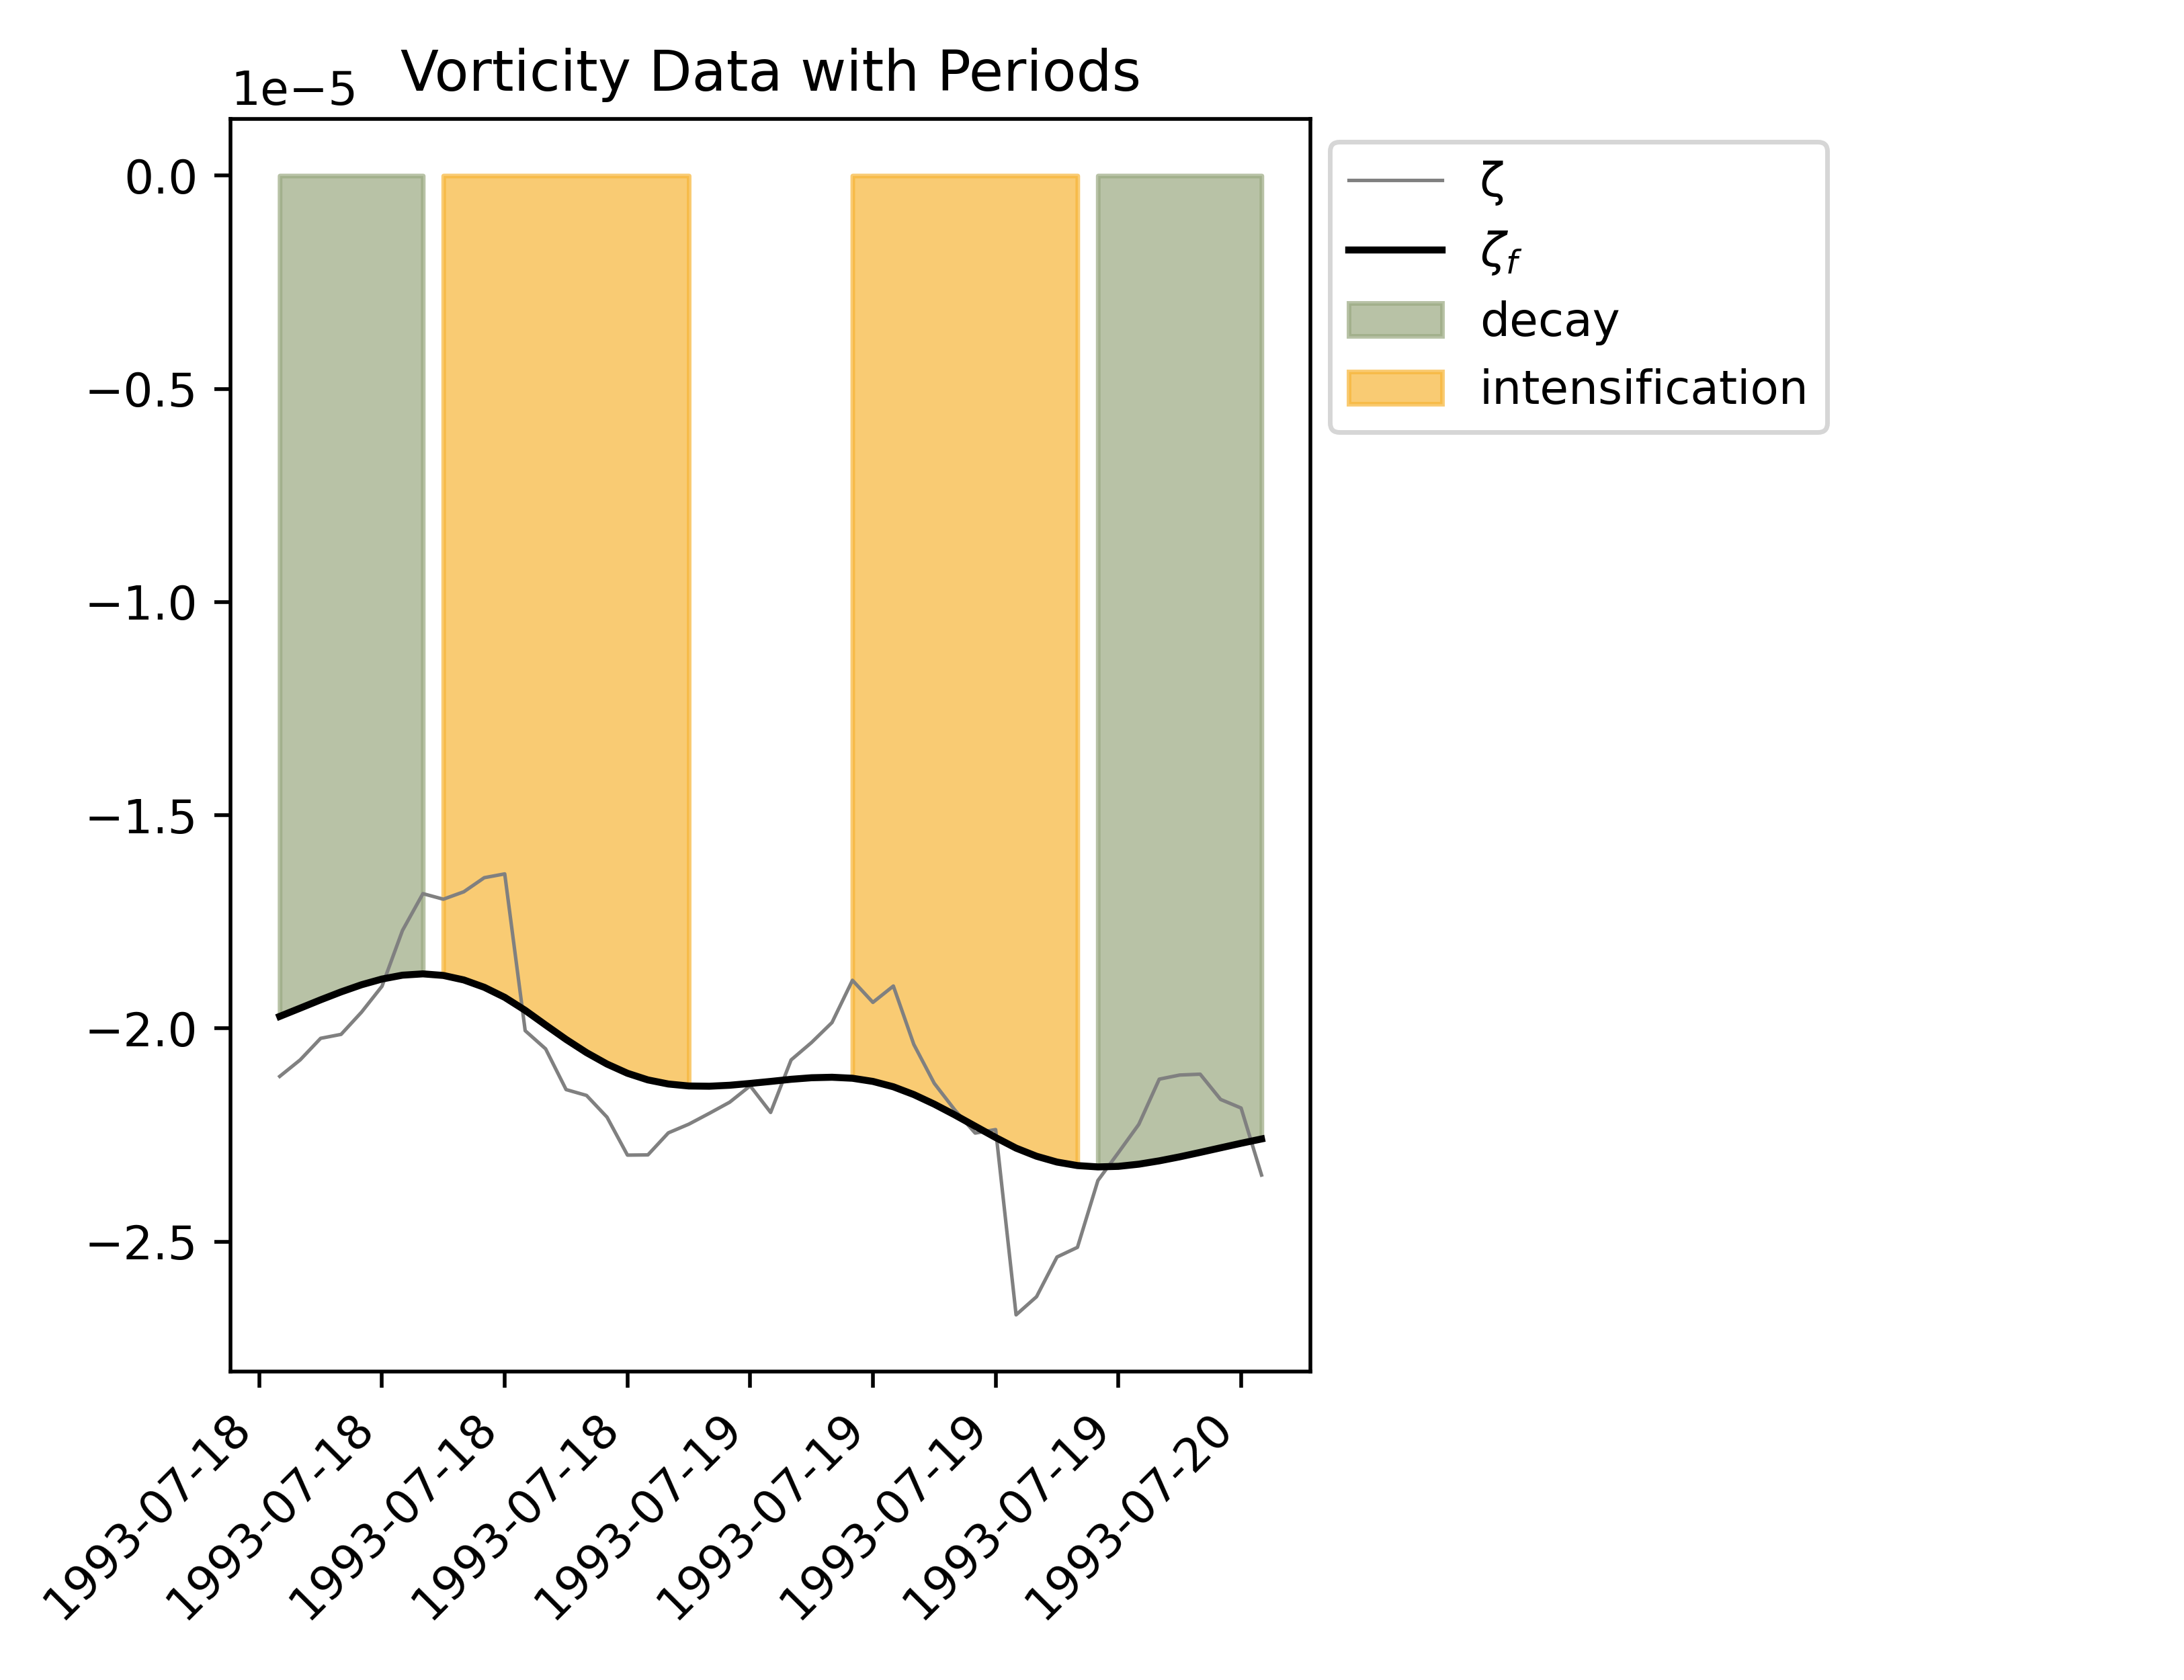 Vorticity Data with Periods
1e−5
0.0
−0.5
−1.0
−1.5
−2.0
−2.5
1993-07-18
1993-07-18
1993-07-18
1993-07-18
1993-07-19
1993-07-19
1993-07-19
1993-07-19
1993-07-20
ζ
ζf
decay
intensification